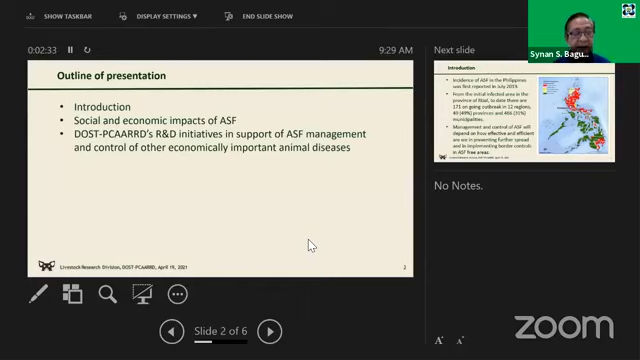 SHOW TASKBAR
DISPLAY SETTINGS
END SLIDE SHOW
0:02:33
9:29 AM
Outline of presentation
• Introduction
• Social and economic impacts of ASF
• DOST-PCAARRD's R&D initiatives in support of ASF management
and control of other economically important animal diseases
Livestock Research Division, DOST-PCAARRD, April 19, 2021
2
Slide 2 of 6
Next slide
Introduction
• Incidence of ASF in the Philippines
was first reported in July 2019.
• From the initial infected area in the
province of Rizal, to date there are
171 on going outbreak in 12 regions,
40 (49%) provinces and 466 (31%)
municipalities.
• Management and control of ASF will
depend on how effective and efficient
are we in preventing further spread
and in implementing border controls
in ASF free areas.
No Notes.
A A
Synan S. Bagu...
zoom